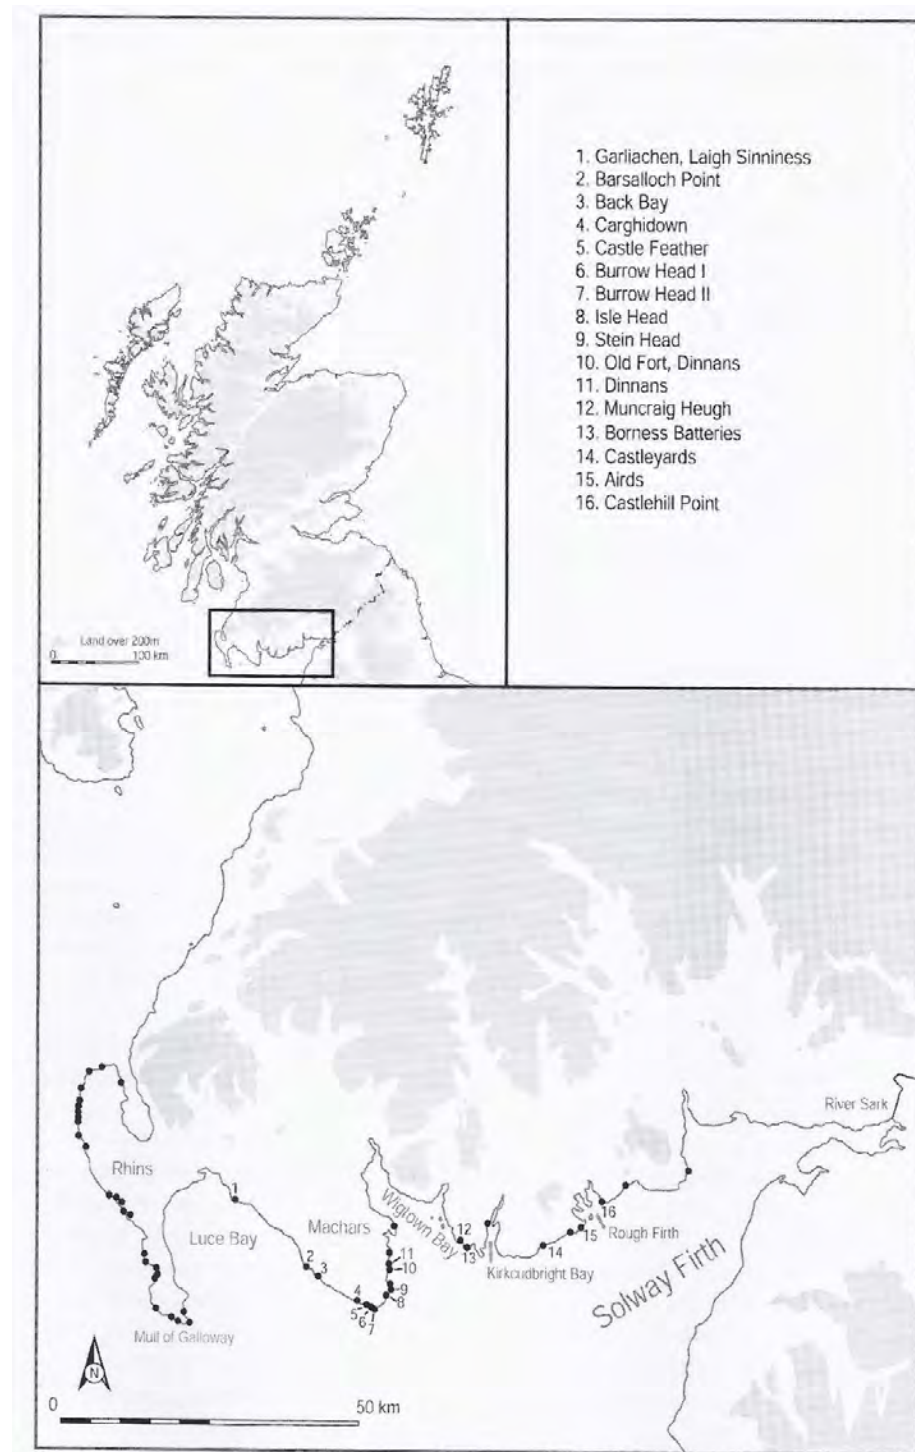 1. Garliachen, Laigh Sinniness
2. Barsalloch Point
3. Back Bay
4. Carghidown
5. Castle Feather
6. Burrow Head I
7. Burrow Head II
8. Isle Head
9. Stein Head
10. Old Fort, Dinnans
11. Dinnans
12. Muncraig Heugh
13. Borness Batteries
14. Castleyards
15. Airds
16. Castlehill Point
Land over 200m
0 100 km
River Sark
Rhins
1
Wigtown Bay
16
Luce Bay
Machars
12
Rough Firth
15
13
14
11
2
10
Kirkcudbright Bay
3
Solway Firth
9
4
8
5
6
7
Mull of Galloway
N
0 50 km